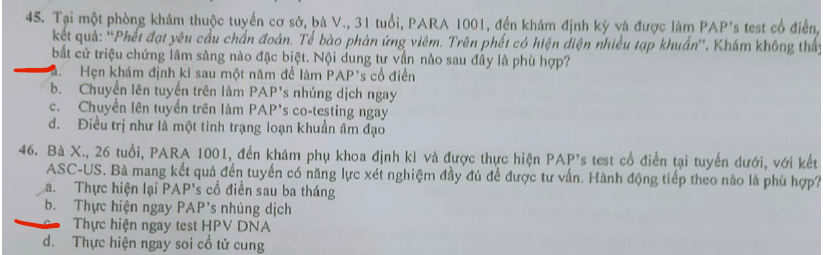 45. Tại một phòng khám thuộc tuyến cơ sở, bà V., 31 tuổi, PARA 1001, đến khám định kỳ và được làm PAP's test cổ điển,
kết quả: "Phết đạt yêu cầu chẩn đoán. Tế bào phản ứng viêm. Trên phết có hiện diện nhiều tạp khuẩn". Khám không thấy
bất cứ triệu chứng lâm sàng nào đặc biệt. Nội dung tư vấn nào sau đây là phù hợp?
a. Hẹn khám định kì sau một năm để làm PAP's cổ điển
b. Chuyển lên tuyến trên làm PAP's nhúng dịch ngay
c. Chuyển lên tuyến trên làm PAP's co-testing ngay
d. Điều trị như là một tình trạng loạn khuẩn âm đạo
46. Bà X., 26 tuổi, PARA 1001, đến khám phụ khoa định kì và được thực hiện PAP's test cổ điển tại tuyến dưới, với kết
ASC-US. Bà mang kết quả đến tuyến có năng lực xét nghiệm đầy đủ để được tư vấn. Hành động tiếp theo nào là phù hợp?
a. Thực hiện lại PAP's cổ điển sau ba tháng
b. Thực hiện ngay PAP's nhúng dịch
c. Thực hiện ngay test HPV DNA
d. Thực hiện ngay soi cổ tử cung